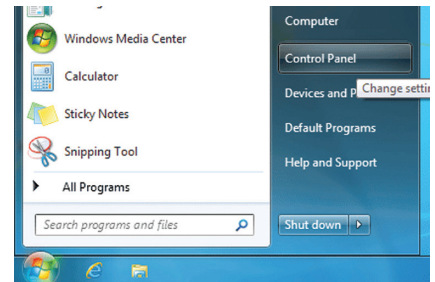 Windows Media Center
Calculator
Sticky Notes
Snipping Tool
All Programs
Search programs and files
Computer
Control Panel
Devices and P
Change setti
Default Programs
Help and Support
Shut down